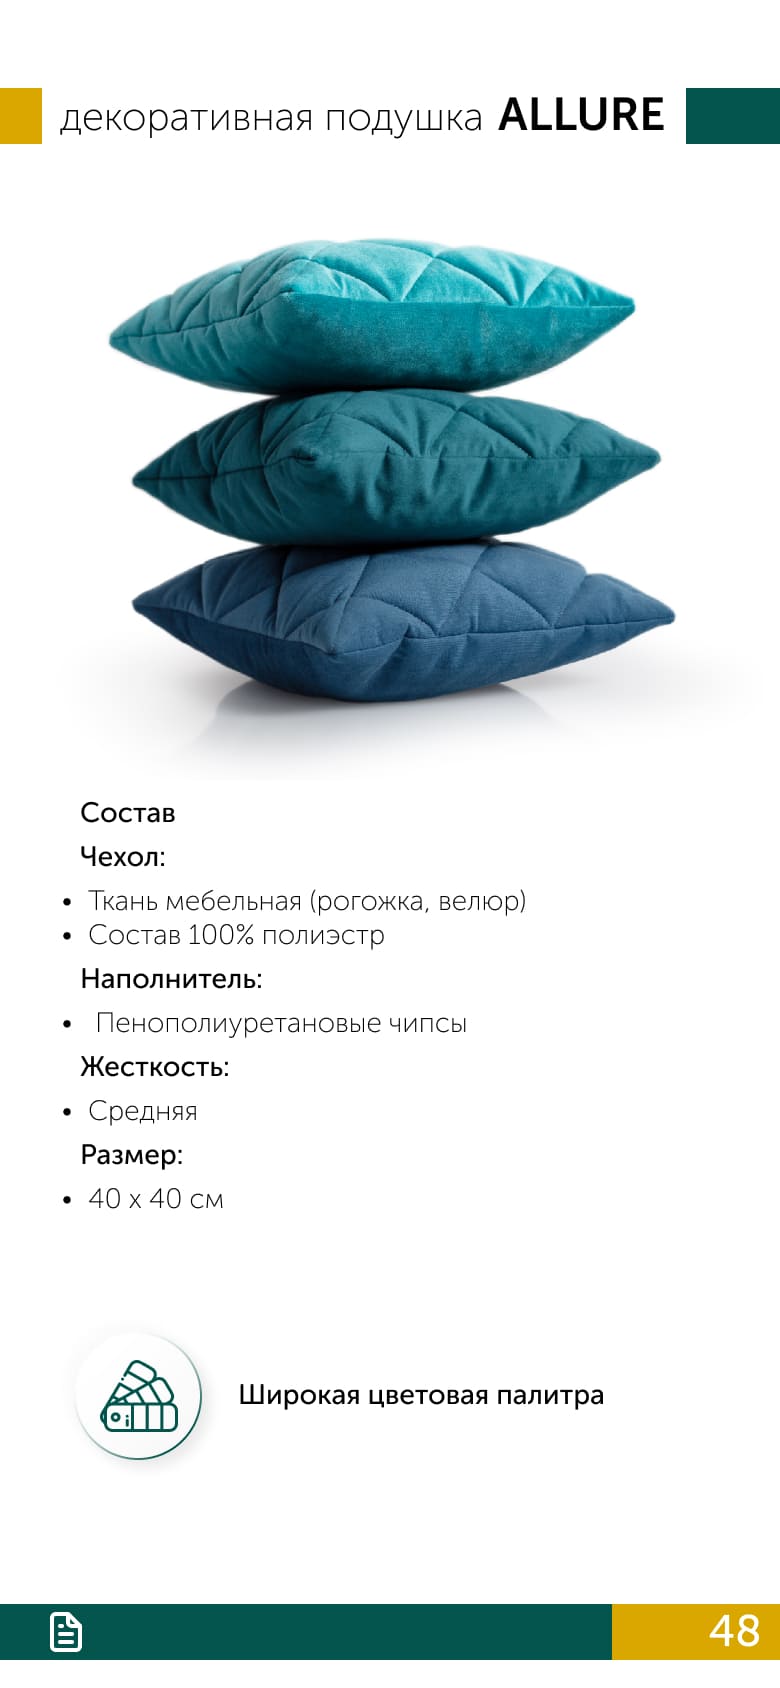 декоративная подушка ALLURE
Состав
Чехол:
• Ткань мебельная (рогожка, велюр)
• Состав 100% полиэстр
Наполнитель:
• Пенополиуретановые чипсы
Жесткость:
• Средняя
Размер:
• 40 х 40 см
Широкая цветовая палитра
48